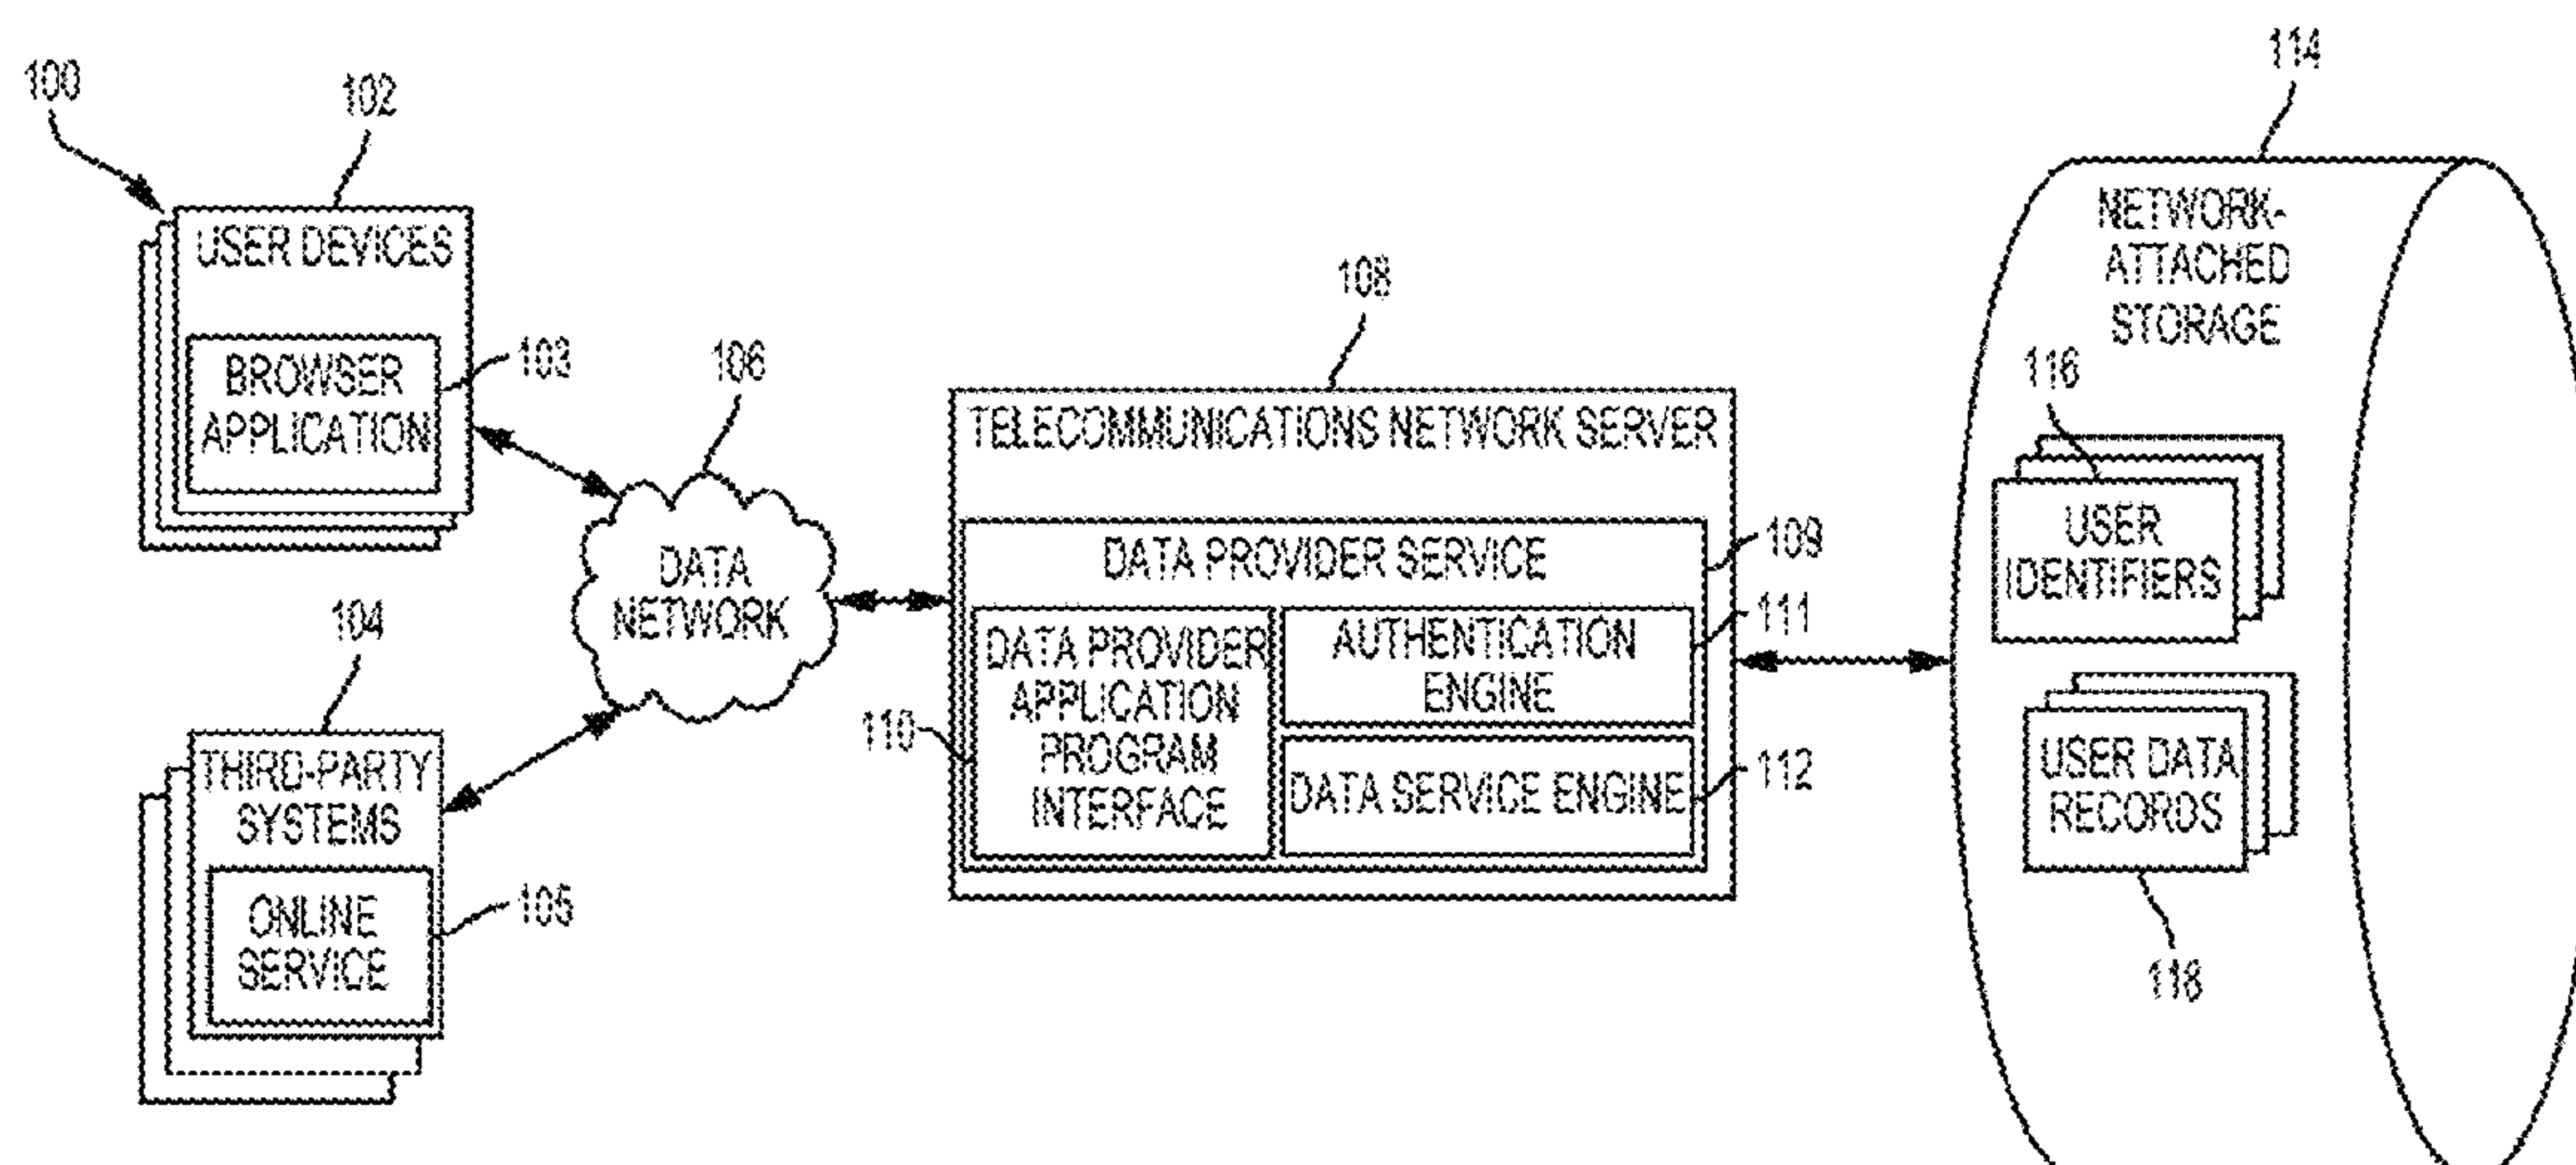 100
102
USER DEVICES
BROWSER
APPLICATION
103
104
THIRD-PARTY
SYSTEMS
ONLINE
SERVICE
105
106
DATA
NETWORK
108
TELECOMMUNICATIONS NETWORK SERVER
DATA PROVIDER SERVICE
109
DATA PROVIDER
APPLICATION
PROGRAM
INTERFACE
110
AUTHENTICATION
ENGINE
111
DATA SERVICE ENGINE
112
114
NETWORK-
ATTACHED
STORAGE
116
USER
IDENTIFIERS
USER DATA
RECORDS
118